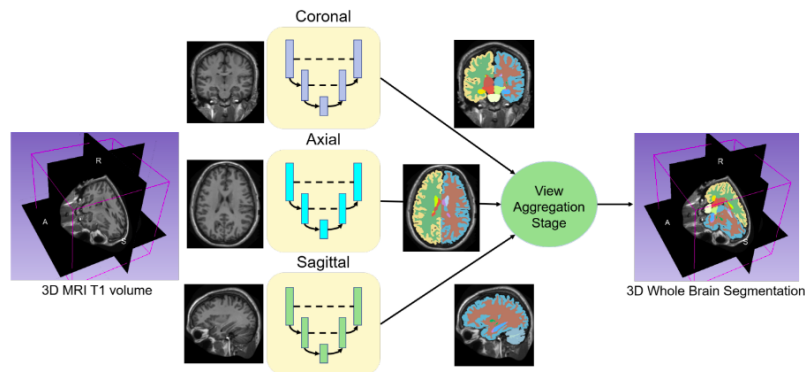 Coronal
Axial
Sagittal
R
A
S
3D MRI T1 volume
View
Aggregation
Stage
R
A
S
3D Whole Brain Segmentation